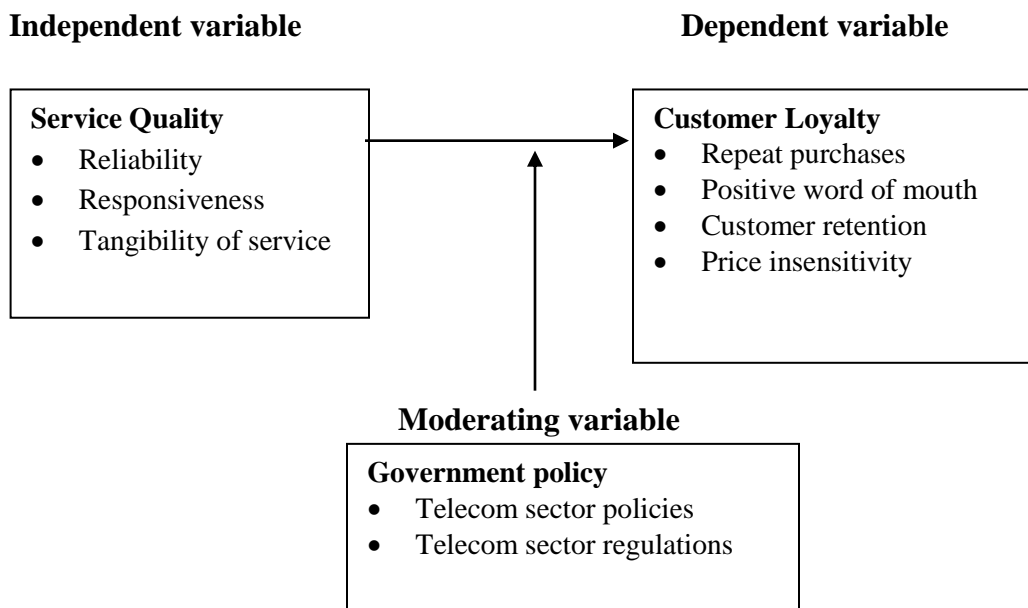 Independent variable
Dependent variable
Service Quality
• Reliability
• Responsiveness
• Tangibility of service
Customer Loyalty
• Repeat purchases
• Positive word of mouth
• Customer retention
• Price insensitivity
Moderating variable
Government policy
• Telecom sector policies
• Telecom sector regulations